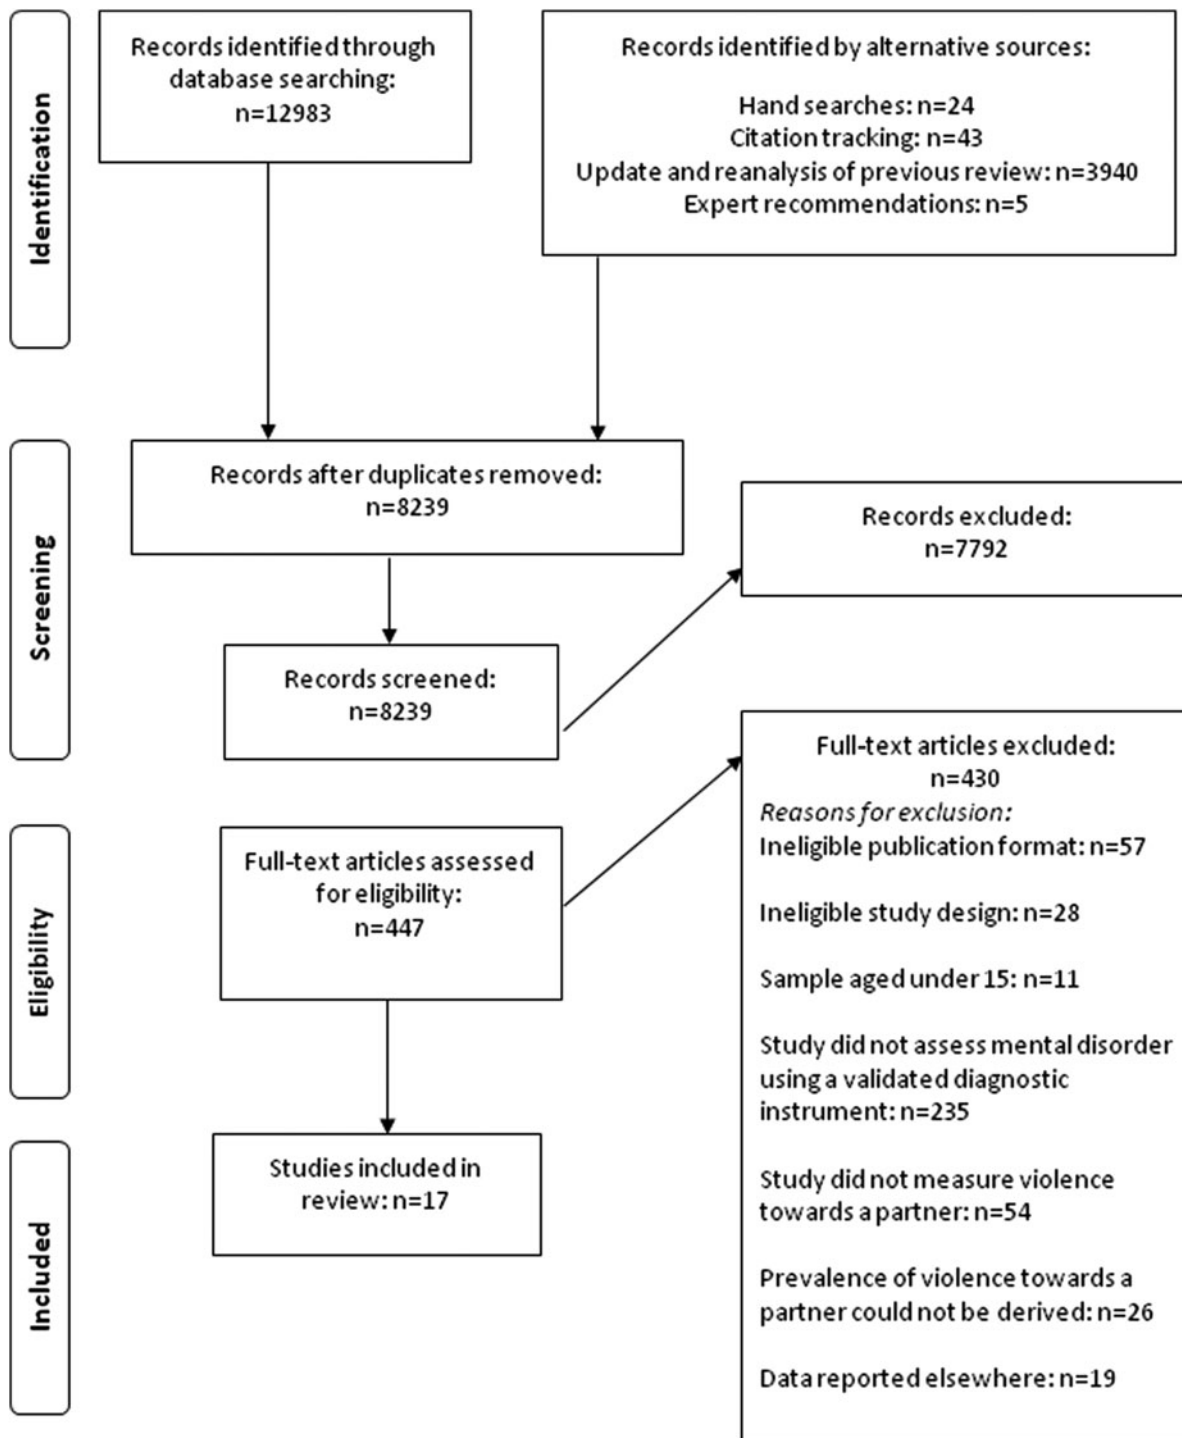 Identification
Records identified through
database searching:
n=12983
Records identified by alternative sources:
Hand searches: n=24
Citation tracking: n=43
Update and reanalysis of previous review: n=3940
Expert recommendations: n=5
Screening
Records after duplicates removed:
n=8239
Records excluded:
n=7792
Records screened:
n=8239
Eligibility
Full-text articles assessed
for eligibility:
n=447
Full-text articles excluded:
n=430
Reasons for exclusion:
Ineligible publication format: n=57
Ineligible study design: n=28
Sample aged under 15: n=11
Study did not assess mental disorder
using a validated diagnostic
instrument: n=235
Study did not measure violence
towards a partner: n=54
Prevalence of violence towards a
partner could not be derived: n=26
Data reported elsewhere: n=19
Included
Studies included in
review: n=17